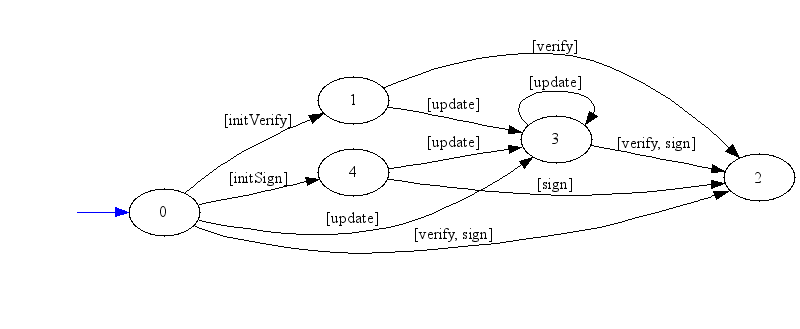 [verify]
[update]
1
[update]
[initVerify]
3
[verify, sign]
[update]
4
[initSign]
2
[sign]
0
[update]
[verify, sign]